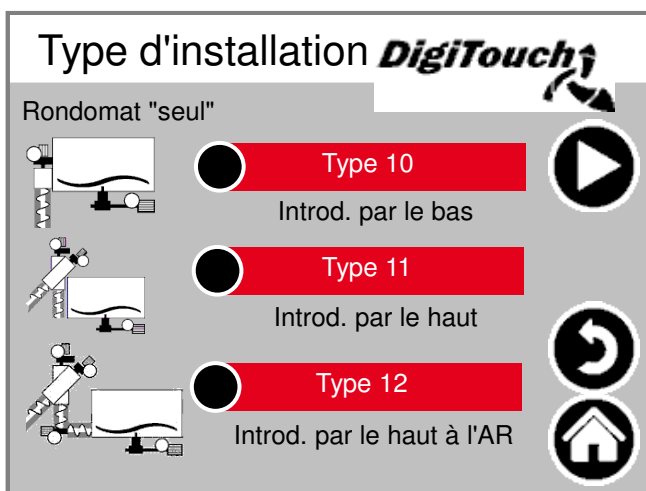 Type d'installation DigiTouch
Rondomat "seul"
Type 10
Introd. par le bas
Type 11
Introd. par le haut
Type 12
Introd. par le haut à l'AR